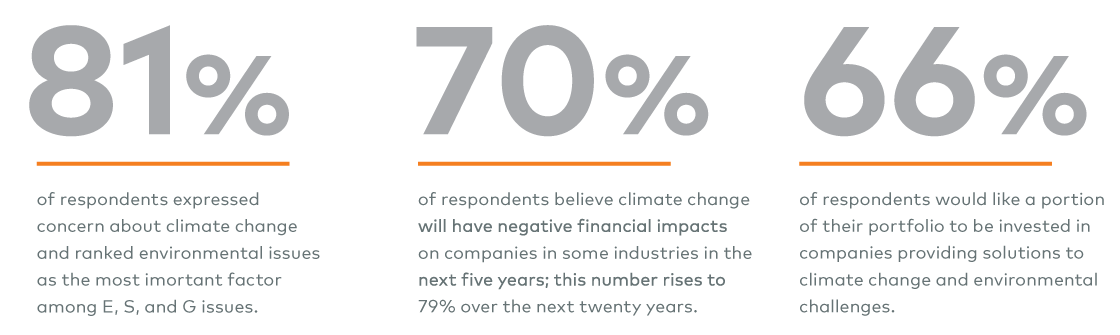 81%
of respondents expressed
concern about climate change
and ranked environmental issues
as the most imortant factor
among E, S, and G issues.
70%
of respondents believe climate change
will have negative financial impacts
on companies in some industries in the
next five years; this number rises to
79% over the next twenty years.
66%
of respondents would like a portion
of their portfolio to be invested in
companies providing solutions to
climate change and environmental
challenges.